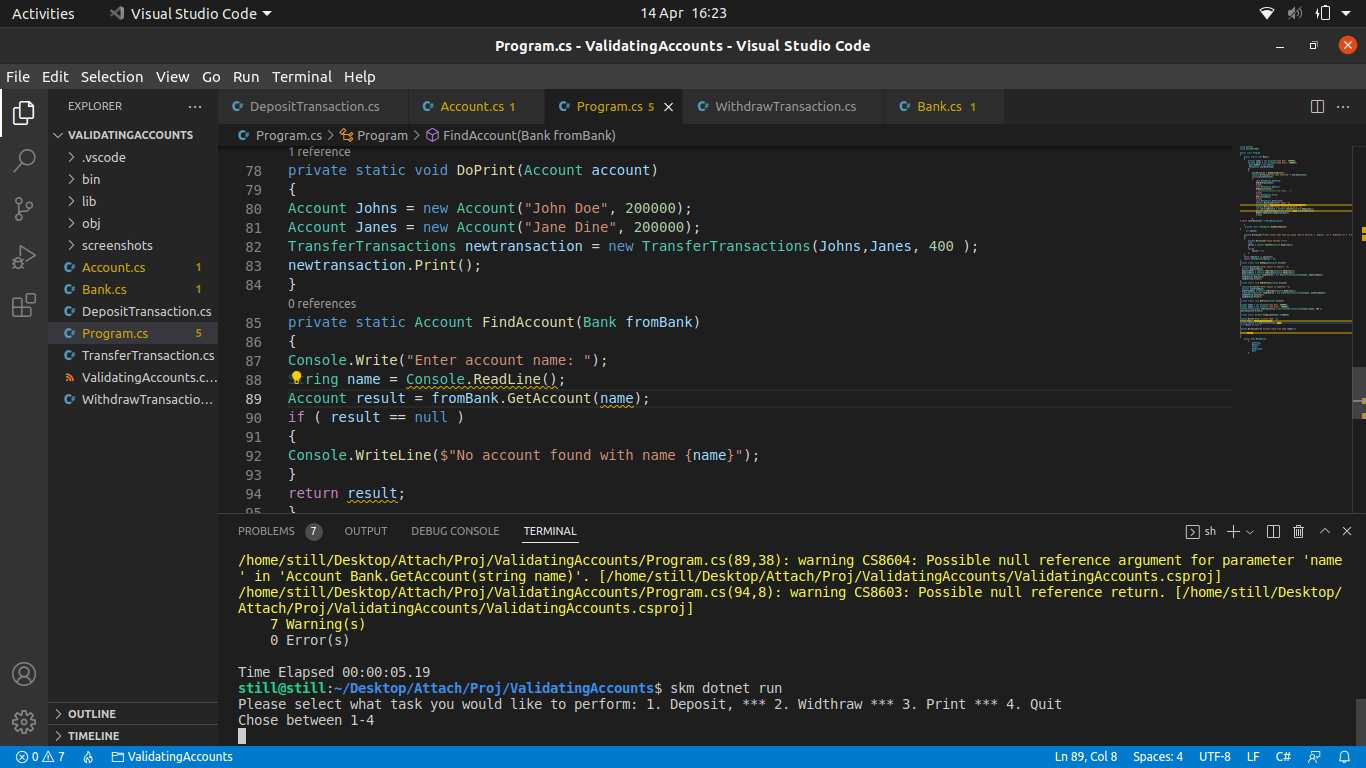 Activities Visual Studio Code 14 Apr 16:23
Program.cs - ValidatingAccounts - Visual Studio Code
File Edit Selection View Go Run Terminal Help
EXPLORER ···
VALIDATINGACCOUNTS
.vscode
bin
lib
obj
screenshots
Account.cs 1
Bank.cs 1
DepositTransaction.cs
Program.cs 5
TransferTransaction.cs
ValidatingAccounts.c...
WithdrawTransactio...
OUTLINE
TIMELINE
DepositTransaction.cs Account.cs 1 Program.cs 5 WithdrawTransaction.cs Bank.cs 1 ···
Program.cs > Program > FindAccount(Bank fromBank)
1 reference
78 private static void DoPrint(Account account)
79 {
80 Account Johns = new Account("John Doe", 200000);
81 Account Janes = new Account("Jane Dine", 200000);
82 TransferTransactions newtransaction = new TransferTransactions(Johns,Janes, 400 );
83 newtransaction.Print();
84 }
0 references
85 private static Account FindAccount(Bank fromBank)
86 {
87 Console.Write("Enter account name: ");
88 String name = Console.ReadLine();
89 Account result = fromBank.GetAccount(name);
90 if ( result == null )
91 {
92 Console.WriteLine($"No account found with name {name}");
93 }
94 return result;
95 }
PROBLEMS 7 OUTPUT DEBUG CONSOLE TERMINAL sh
/home/still/Desktop/Attach/Proj/ValidatingAccounts/Program.cs(89,38): warning CS8604: Possible null reference argument for parameter 'name
' in 'Account Bank.GetAccount(string name)'. [/home/still/Desktop/Attach/Proj/ValidatingAccounts/ValidatingAccounts.csproj]
/home/still/Desktop/Attach/Proj/ValidatingAccounts/Program.cs(94,8): warning CS8603: Possible null reference return. [/home/still/Desktop/
Attach/Proj/ValidatingAccounts/ValidatingAccounts.csproj]
7 Warning(s)
0 Error(s)
Time Elapsed 00:00:05.19
still@still:~/Desktop/Attach/Proj/ValidatingAccounts$ skm dotnet run
Please select what task you would like to perform: 1. Deposit, *** 2. Widthraw *** 3. Print *** 4. Quit
Chose between 1-4
0 7 ValidatingAccounts Ln 89, Col 8 Spaces: 4 UTF-8 LF C#